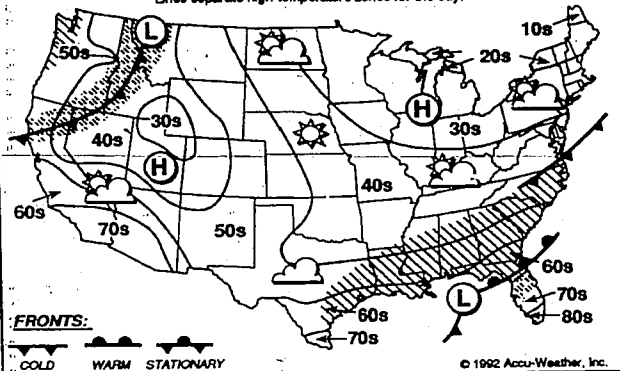 Lines separate high temperature zones for the day.
10s
L
50s
20s
H
30s
30s
40s
H
40s
60s
70s
50s
60s
L
70s
60s
80s
70s
FRONTS:
COLD WARM STATIONARY
© 1992 Accu-Weather, Inc.